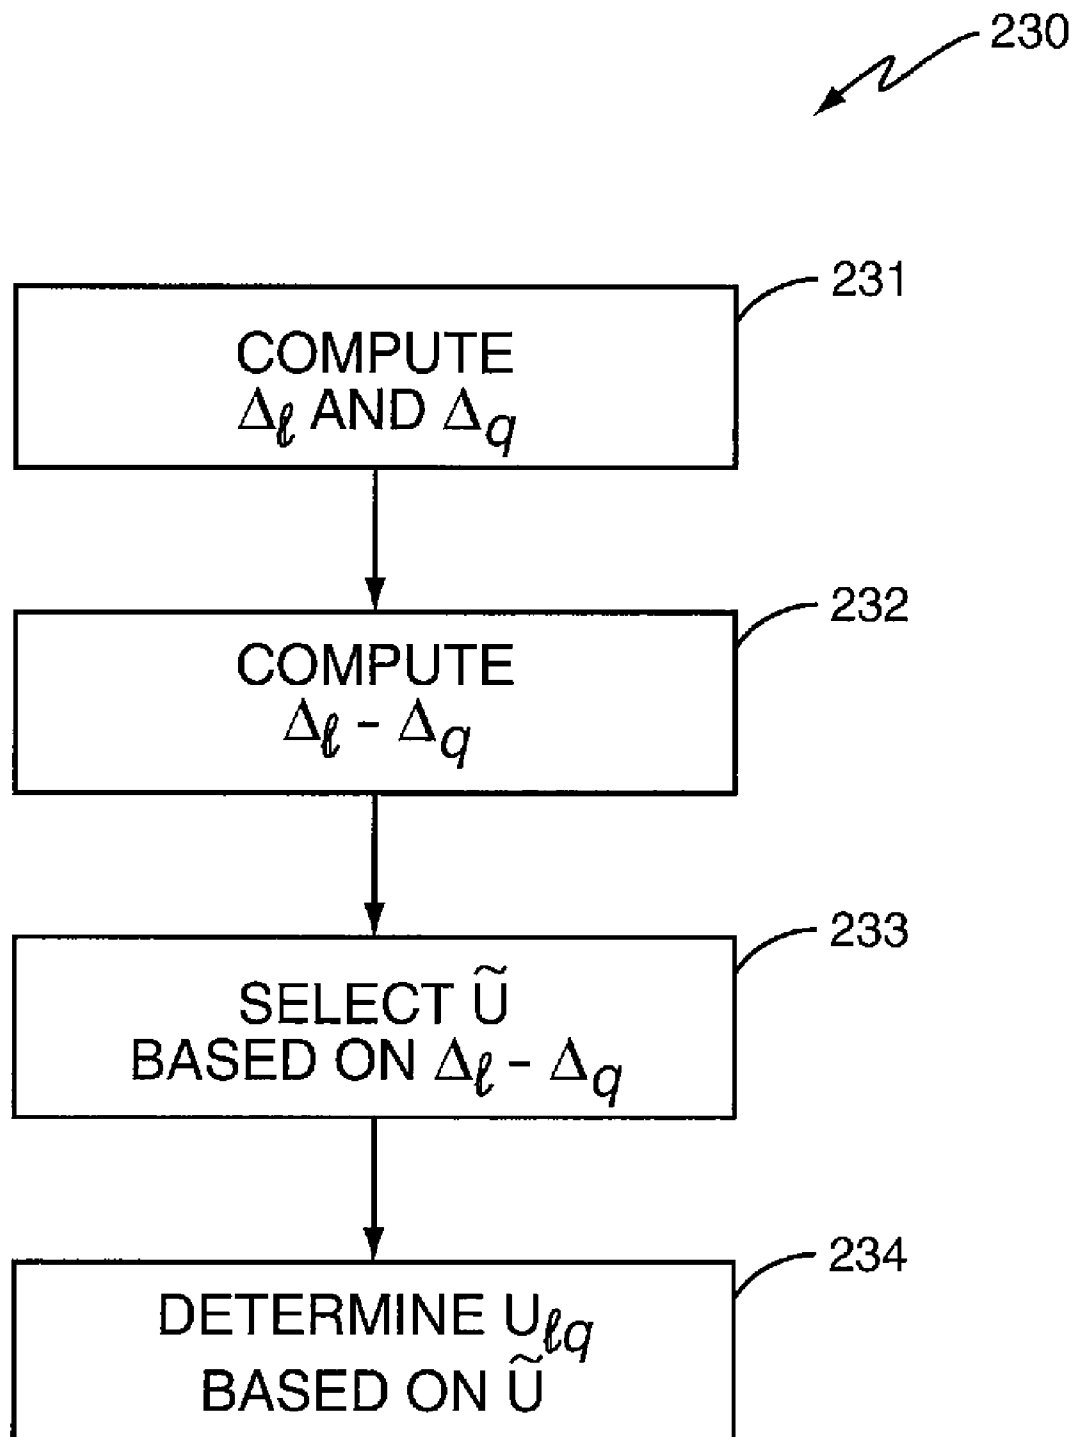 230
231
COMPUTE
Δℓ AND Δq
232
COMPUTE
Δℓ - Δq
233
SELECT Ũ
BASED ON Δℓ - Δq
234
DETERMINE Uℓq
BASED ON Ũ